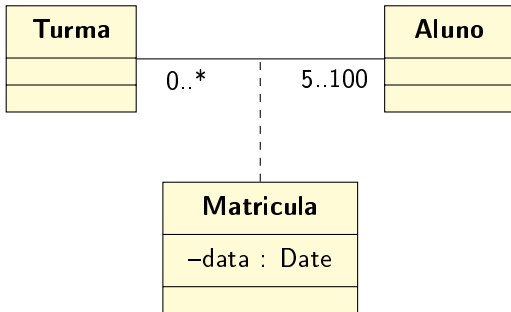 Turma
Aluno
0..*
5..100
Matricula
–data : Date